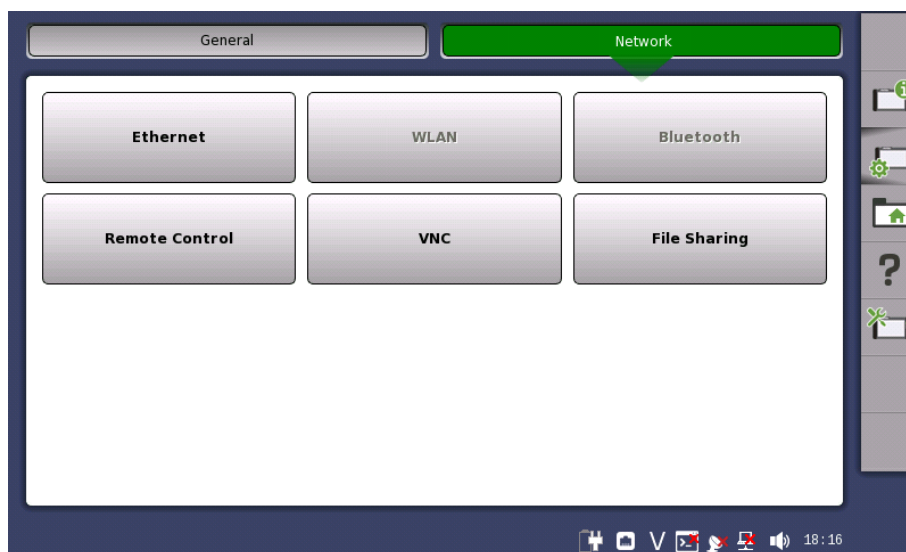 General Network
Ethernet WLAN Bluetooth
Remote Control VNC File Sharing
?
V 18:16